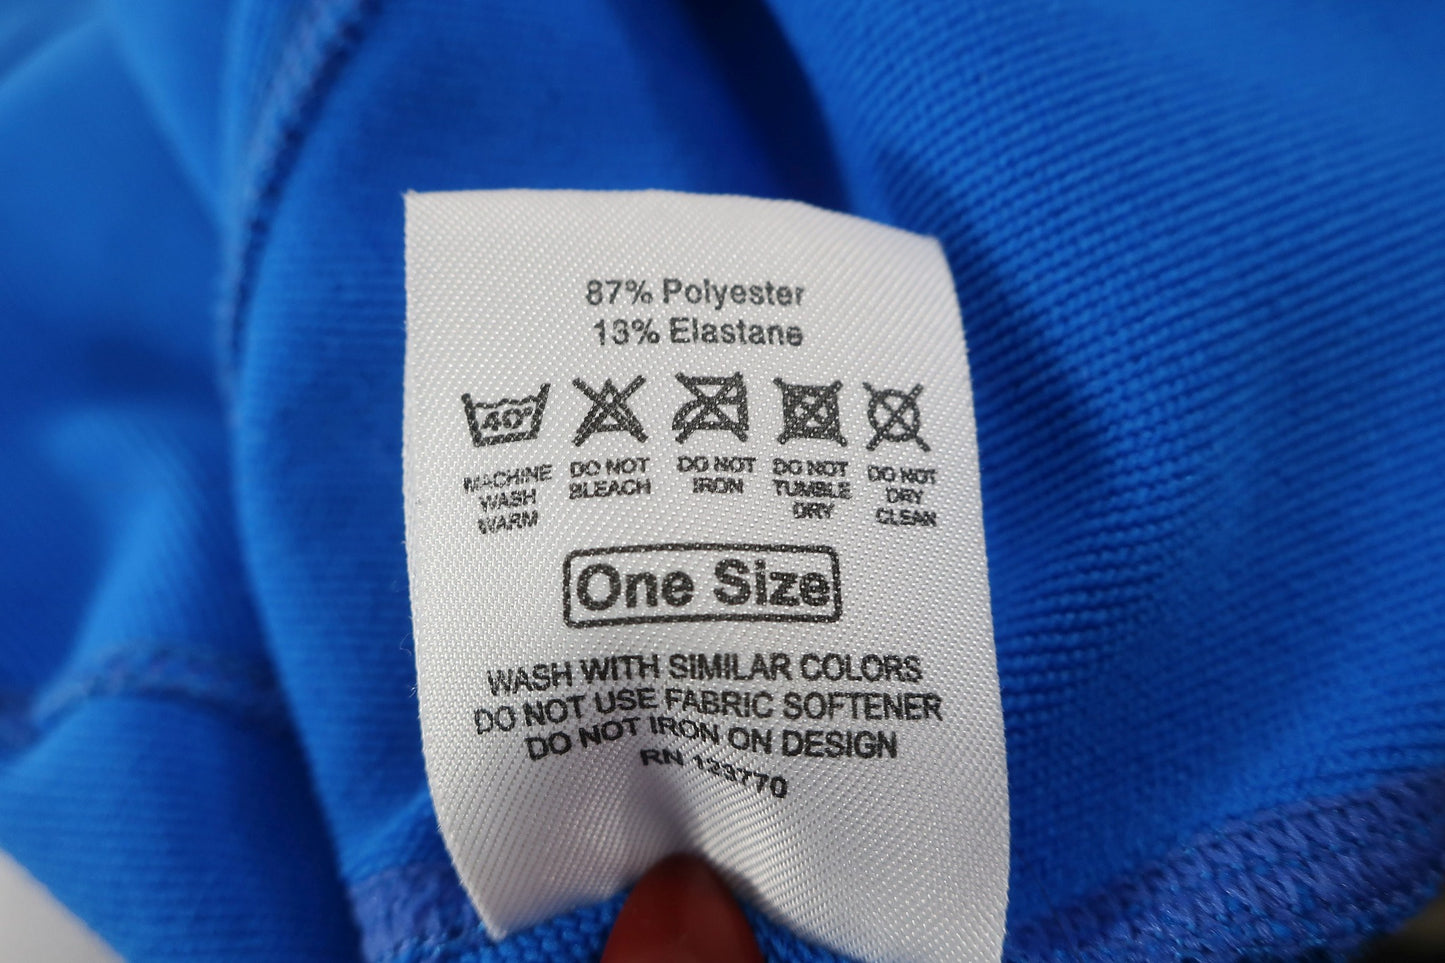 87% Polyester
13% Elastane
40°
MACHINE
WASH
WARM
DO NOT
BLEACH
DO NOT
IRON
DO NOT
TUMBLE
DRY
DO NOT
DRY
CLEAN
One Size
WASH WITH SIMILAR COLORS
DO NOT USE FABRIC SOFTENER
DO NOT IRON ON DESIGN
RN 123770